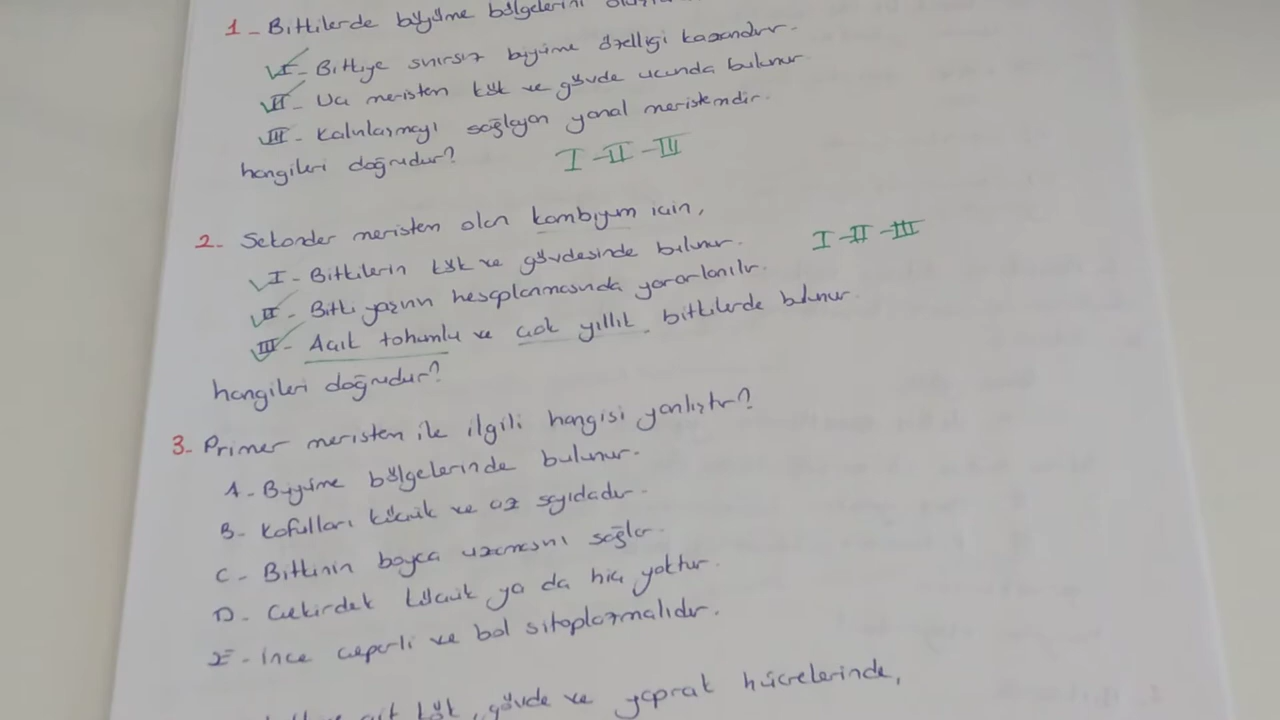 1 - Bitkilerde büyüme bölgelerini
I - Bitkiye sınırsız büyüme özelliği kazandırır.
II - Uç meristem kök ve gövde ucunda bulunur.
III - Kalınlaşmayı sağlayan yanal meristemdir.
hangileri doğrudur? I - II - III
2 - Sekonder meristem olan kambiyum için,
I - Bitkilerin kök ve gövdesinde bulunur. I - II - III
II - Bitki yaşının hesaplanmasında yararlanılır.
III - Açık tohumlu ve çok yıllık bitkilerde bulunur.
hangileri doğrudur?
3 - Primer meristem ile ilgili hangisi yanlıştır?
A - Büyüme bölgelerinde bulunur.
B - Kofulları küçük ve az sayıdadır.
C - Bitkinin boyca uzamasını sağlar.
D - Çekirdek küçük ya da hiç yoktur.
E - İnce çeperli ve bol sitoplazmalıdır.
ait kök, gövde ve yaprak hücrelerinde,